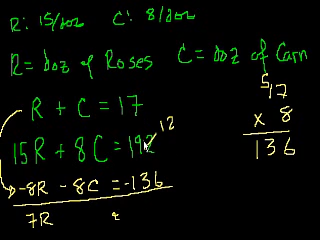 R: 15/doz C: 8/doz
R= doz of Roses C = doz of Carn
R + C = 17
15R + 8C = 192 12
-8R - 8C = -136
7R
5
17
x 8
136